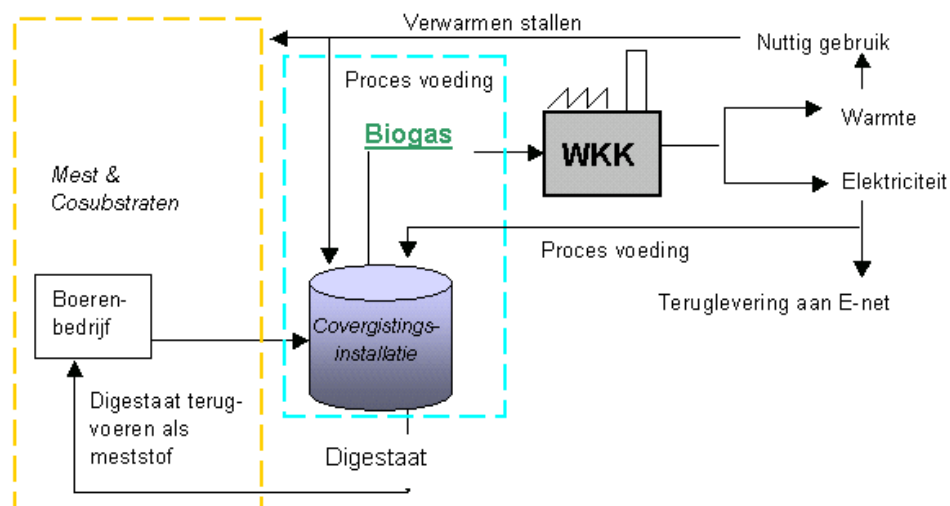 Verwarmen stallen
Nuttig gebruik
Proces voeding
Biogas
WKK
Warmte
Mest &
Cosubstraten
Elektriciteit
Proces voeding
Teruglevering aan E-net
Boeren-
bedrijf
Covergistings-
installatie
Digestaat terug-
voeren als
meststof
Digestaat